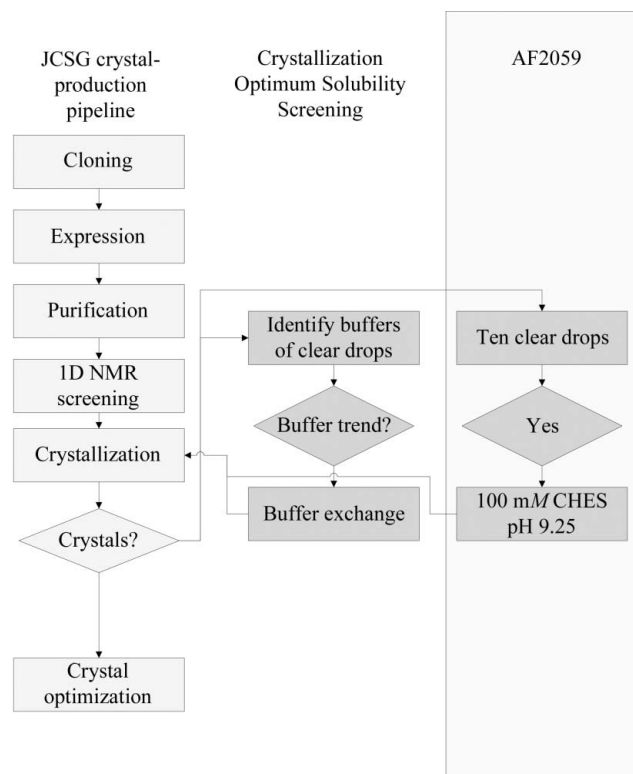 JCSG crystal-
production
pipeline
Cloning
Expression
Purification
1D NMR
screening
Crystallization
Crystals?
Crystal
optimization
Crystallization
Optimum Solubility
Screening
Identify buffers
of clear drops
Buffer trend?
Buffer exchange
AF2059
Ten clear drops
Yes
100 mM CHES
pH 9.25